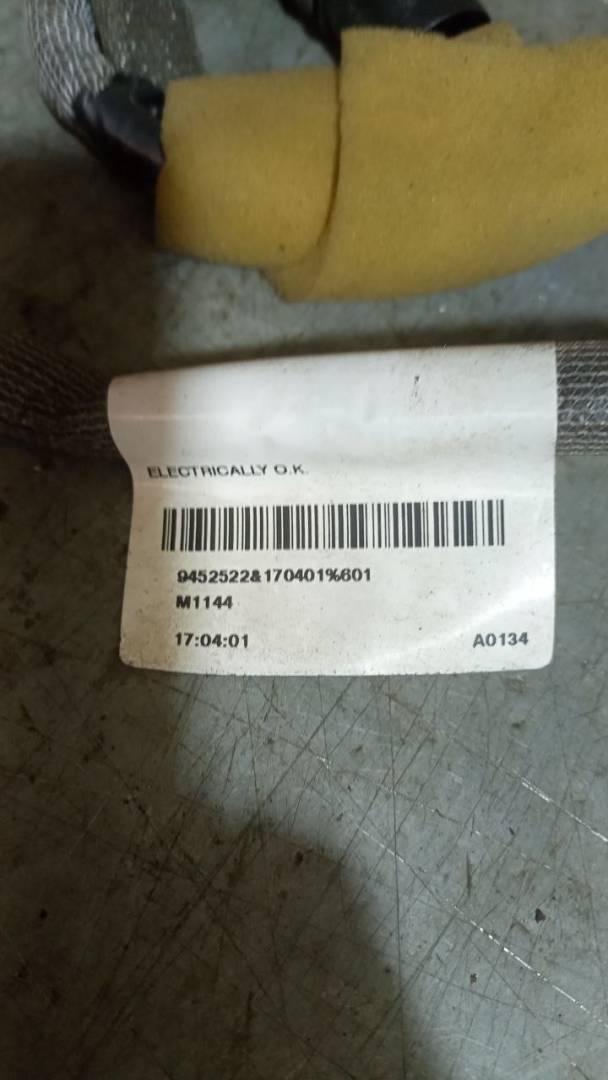 ELECTRICALLY O.K.
9452522&170401%601
M1144
17:04:01 A0134